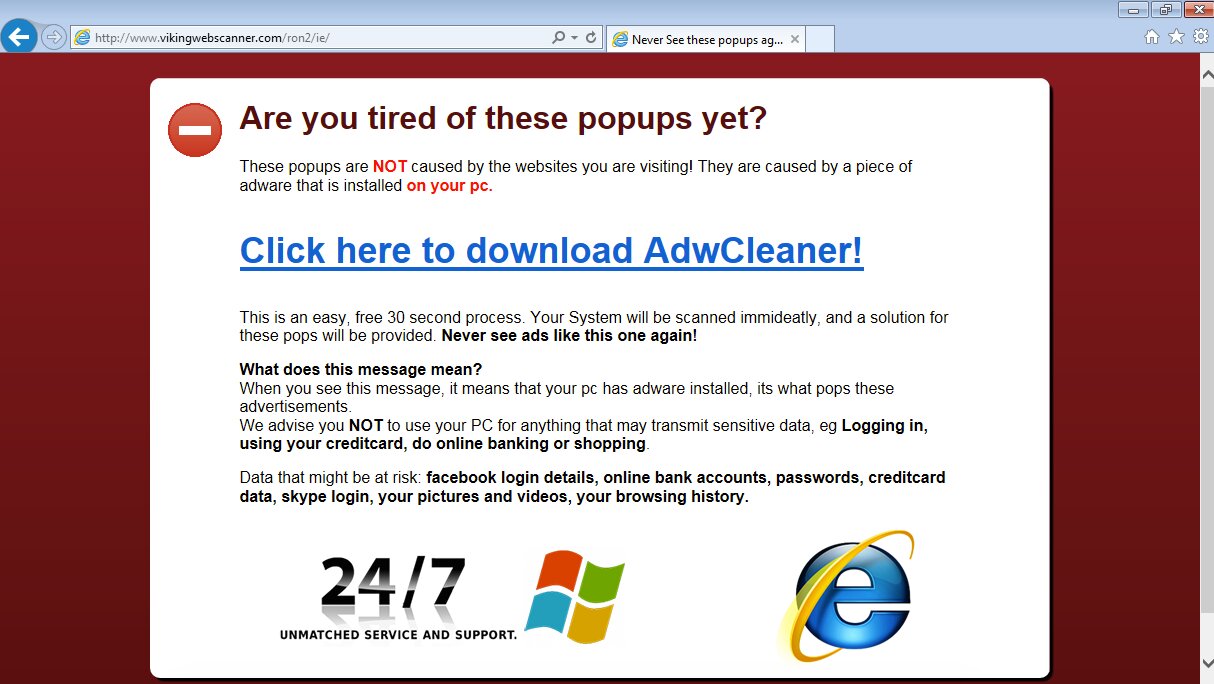 http://www.vikingwebscanner.com/ron2/ie/
Never See these popups ag...
Are you tired of these popups yet?
These popups are NOT caused by the websites you are visiting! They are caused by a piece of
adware that is installed on your pc.
Click here to download AdwCleaner!
This is an easy, free 30 second process. Your System will be scanned immideatly, and a solution for
these pops will be provided. Never see ads like this one again!
What does this message mean?
When you see this message, it means that your pc has adware installed, its what pops these
advertisements.
We advise you NOT to use your PC for anything that may transmit sensitive data, eg Logging in,
using your creditcard, do online banking or shopping.
Data that might be at risk: facebook login details, online bank accounts, passwords, creditcard
data, skype login, your pictures and videos, your browsing history.
24/7
UNMATCHED SERVICE AND SUPPORT.